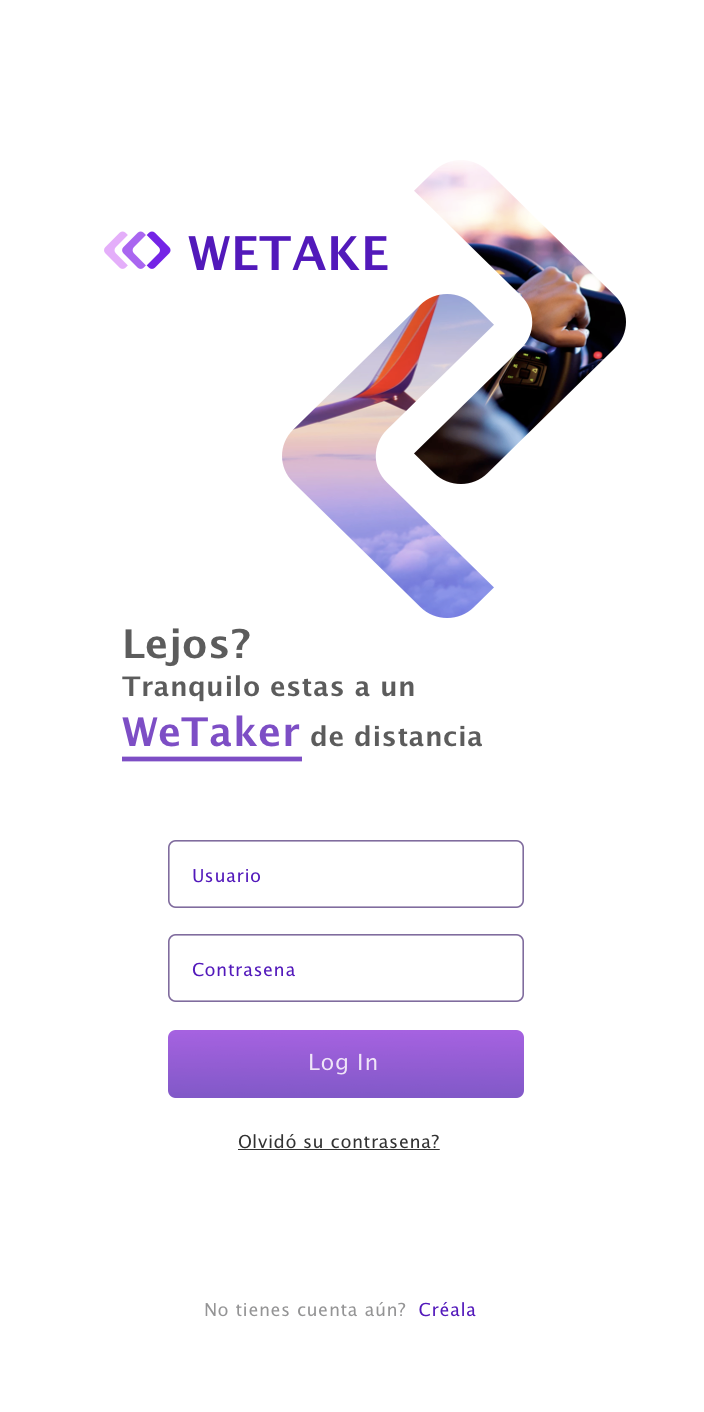 WETAKE
Lejos?
Tranquilo estas a un
WeTaker de distancia
Usuario
Contrasena
Log In
Olvidó su contrasena?
No tienes cuenta aún? Créala